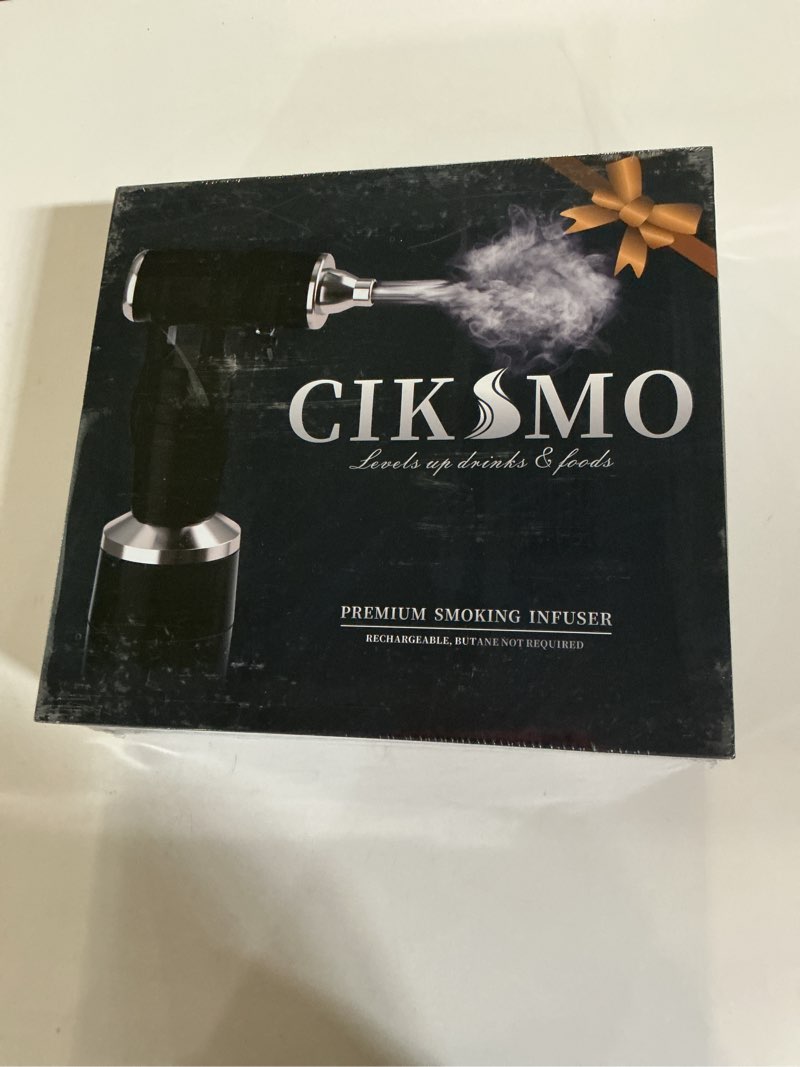 CIKSMO
Levels up drinks & foods
PREMIUM SMOKING INFUSER
RECHARGEABLE, BUTANE NOT REQUIRED